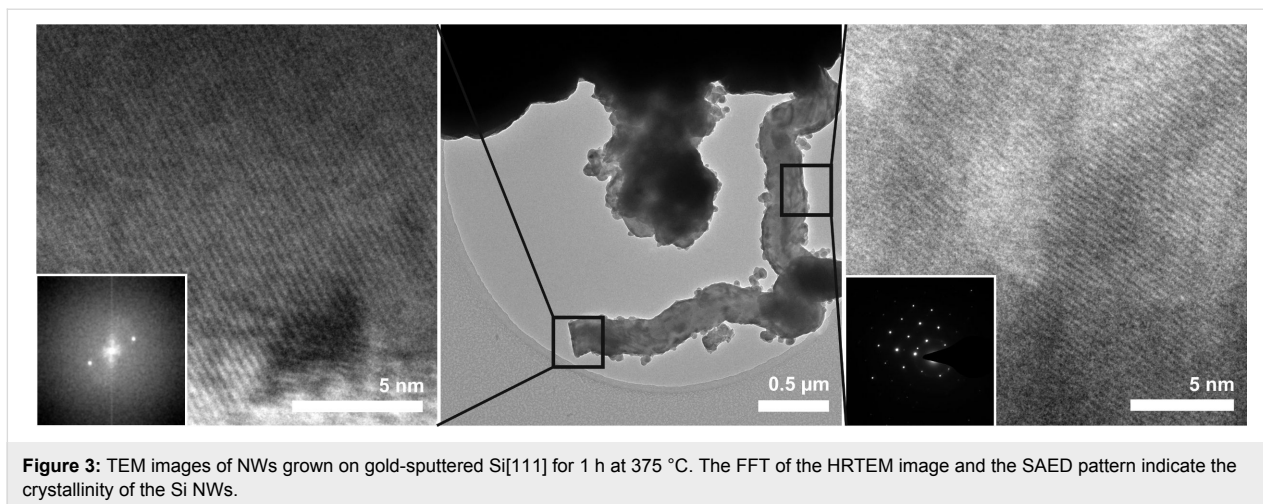 5 nm
0.5 µm
5 nm
Figure 3: TEM images of NWs grown on gold-sputtered Si[111] for 1 h at 375 °C. The FFT of the HRTEM image and the SAED pattern indicate the
crystallinity of the Si NWs.